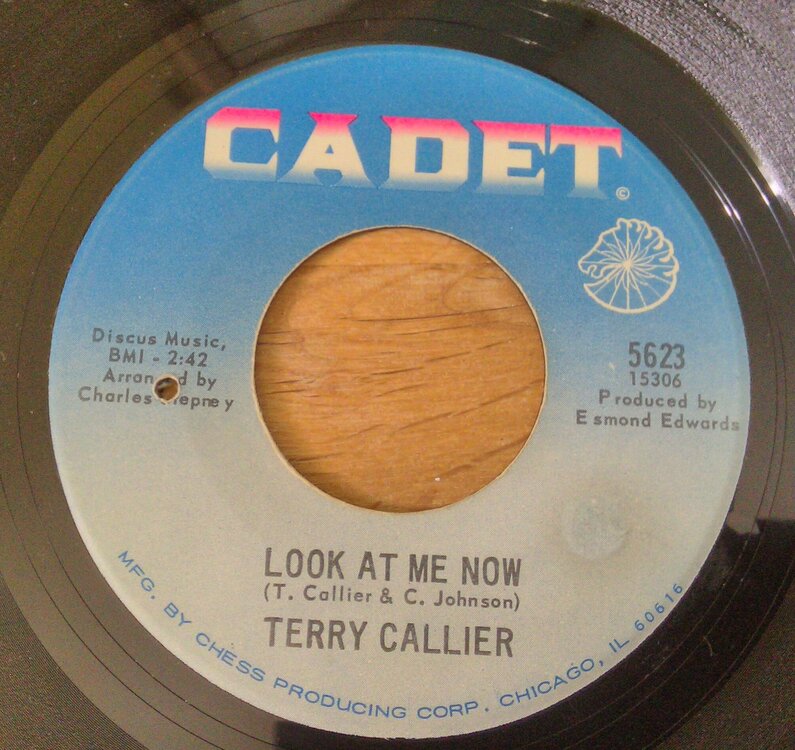 CADET
©
Discus Music,
BMI - 2:42
by
Charles
5623
15306
Produced by
Esmond Edwards
LOOK AT ME NOW
(T. Callier & C. Johnson)
TERRY CALLIER
MFG. BY CHESS PRODUCING CORP. CHICAGO, IL 60616